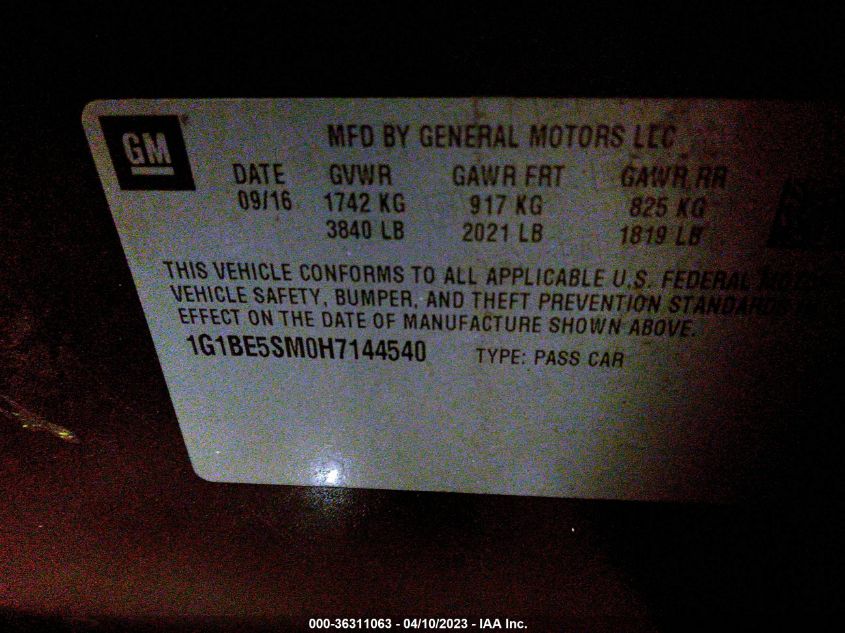 GM
MFD BY GENERAL MOTORS LLC
DATE GVWR GAWR FRT GAWR RR
09/16 1742 KG 917 KG 825 KG
3840 LB 2021 LB 1819 LB
THIS VEHICLE CONFORMS TO ALL APPLICABLE U.S. FEDERAL MOTOR
VEHICLE SAFETY, BUMPER, AND THEFT PREVENTION STANDARDS IN
EFFECT ON THE DATE OF MANUFACTURE SHOWN ABOVE.
1G1BE5SM0H7144540 TYPE: PASS CAR
000-36311063 - 04/10/2023 - IAA Inc.